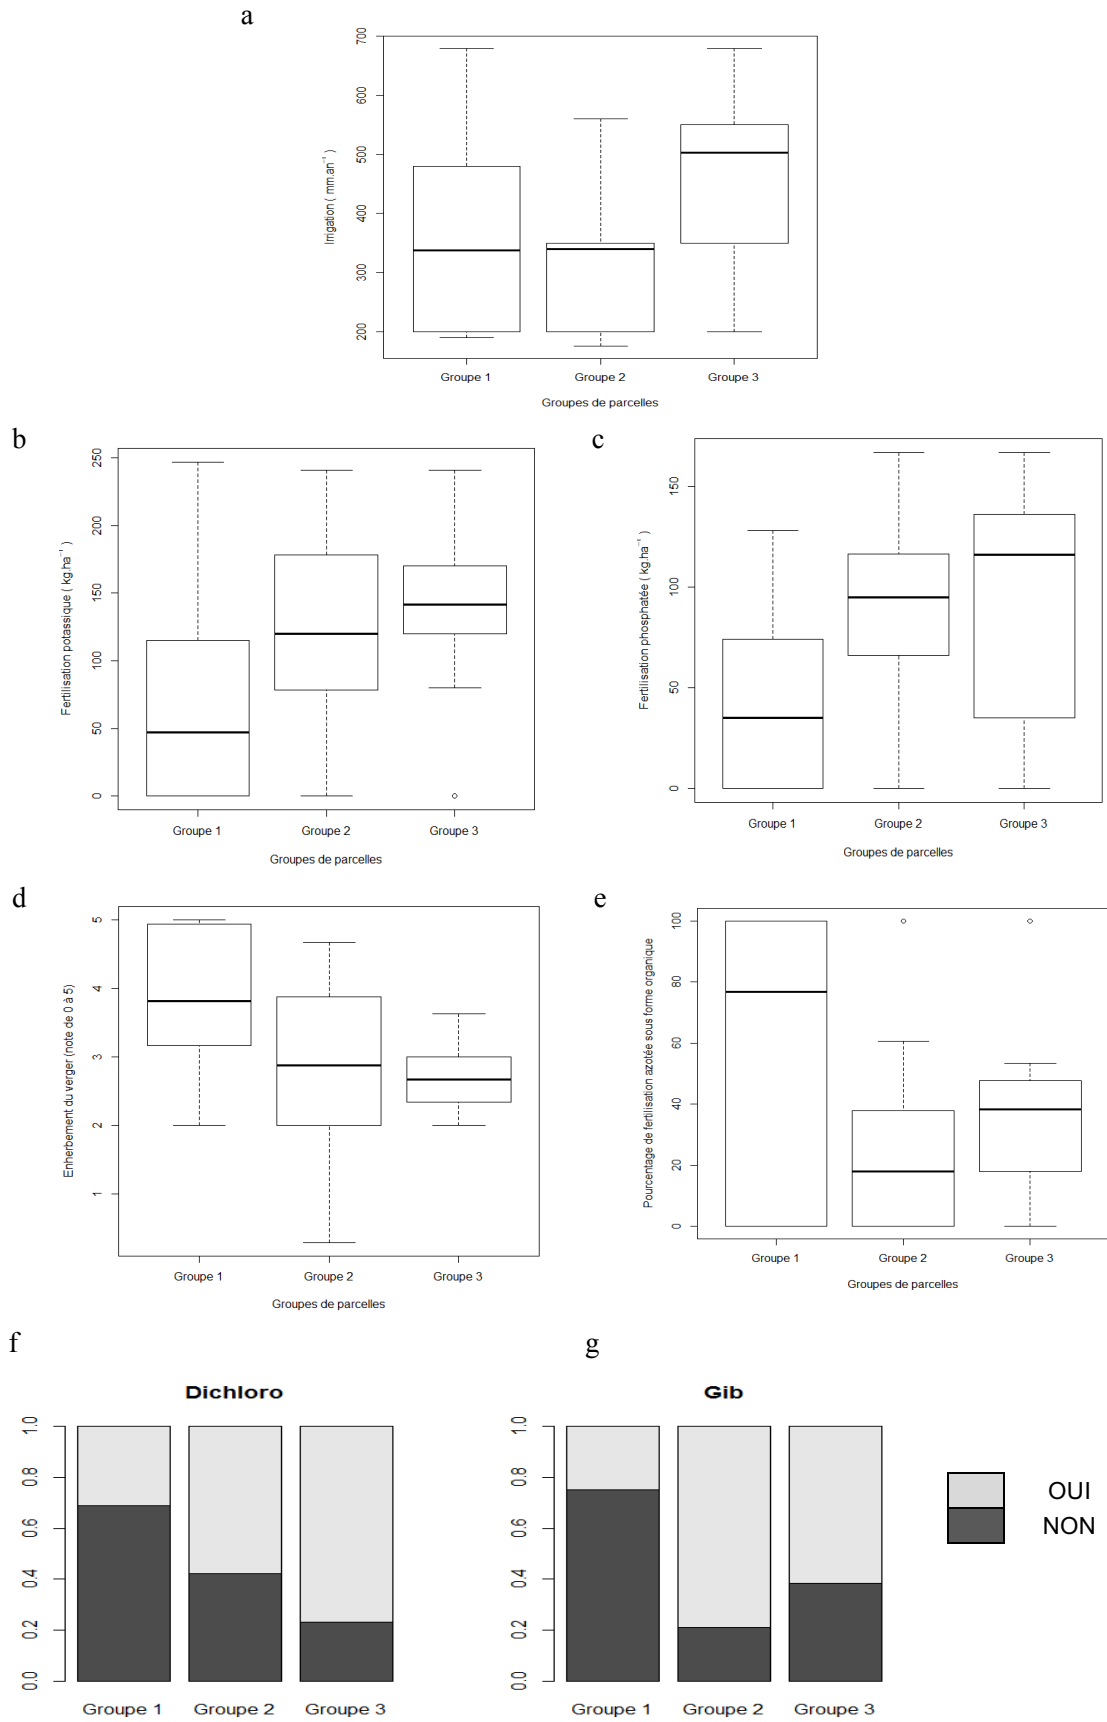 a
700
600
500
400
300
200
Irrigation ( mm.an⁻¹ )
Groupe 1 Groupe 2 Groupe 3
Groupes de parcelles
b
250
200
150
100
50
0
Fertilisation potassique ( kg.ha⁻¹ )
Groupe 1 Groupe 2 Groupe 3
Groupes de parcelles
c
150
100
50
0
Fertilisation phosphatée ( kg.ha⁻¹ )
Groupe 1 Groupe 2 Groupe 3
Groupes de parcelles
d
5
4
3
2
1
Enherbement du verger (note de 0 à 5)
Groupe 1 Groupe 2 Groupe 3
Groupes de parcelles
e
100
80
60
40
20
0
Pourcentage de fertilisation azotée sous forme organique
Groupe 1 Groupe 2 Groupe 3
Groupes de parcelles
f
Dichloro
1.0
0.8
0.6
0.4
0.2
0.0
Groupe 1 Groupe 2 Groupe 3
g
Gib
1.0
0.8
0.6
0.4
0.2
0.0
Groupe 1 Groupe 2 Groupe 3
OUI
NON